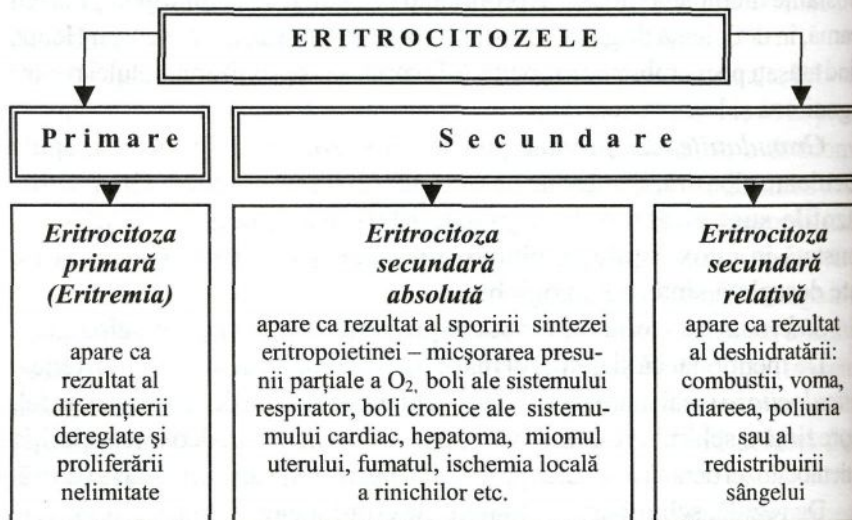 ERITROCITOZELE
Primare
Secundare
Eritrocitoza
primară
(Eritremia)
apare ca
rezultat al
diferențierii
dereglate și
proliferării
nelimitate
Eritrocitoza
secundară
absolută
apare ca rezultat al sporirii sintezei
eritropoietinei – micșorarea presu-
nii parțiale a O2, boli ale sistemului
respirator, boli cronice ale sistemu-
mului cardiac, hepatoma, miomul
uterului, fumatul, ischemia locală
a rinichilor etc.
Eritrocitoza
secundară
relativă
apare ca rezultat
al deshidratării:
combustii, voma,
diareea, poliuria
sau al
redistribuirii
sângelui